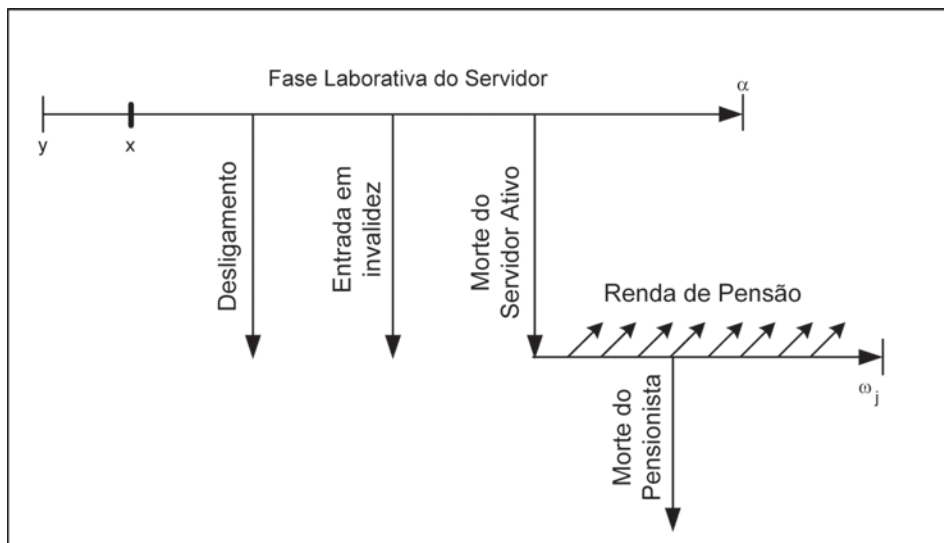 Fase Laborativa do Servidor
α
y
x
Desligamento
Entrada em
invalidez
Morte do
Servidor Ativo
Renda de Pensão
ω j
Morte do
Pensionista